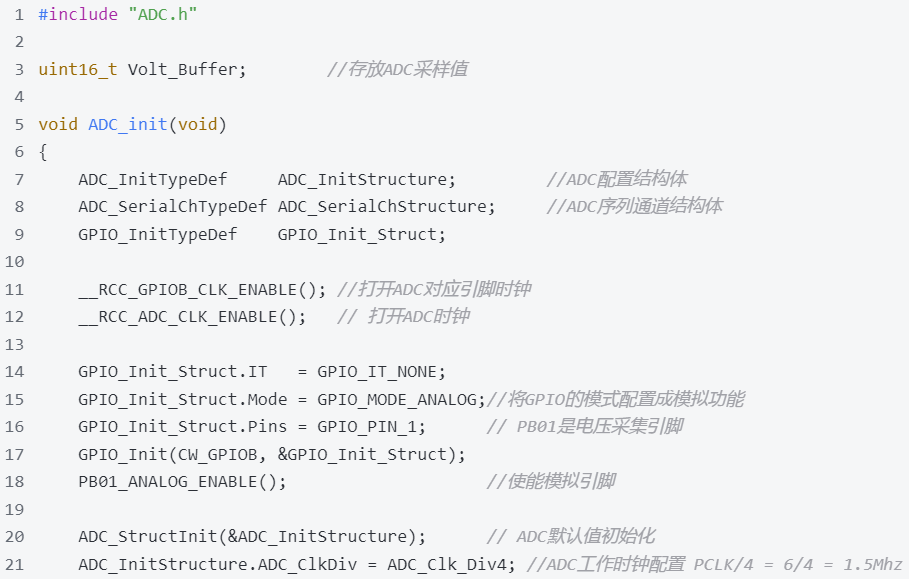 1 #include "ADC.h"
2
3 uint16_t Volt_Buffer;        //存放ADC采样值
4
5 void ADC_init(void)
6 {
7     ADC_InitTypeDef     ADC_InitStructure;         //ADC配置结构体
8     ADC_SerialChTypeDef ADC_SerialChStructure;     //ADC序列通道结构体
9     GPIO_InitTypeDef    GPIO_Init_Struct;
10
11     __RCC_GPIOB_CLK_ENABLE(); //打开ADC对应引脚时钟
12     __RCC_ADC_CLK_ENABLE();   // 打开ADC时钟
13
14     GPIO_Init_Struct.IT   = GPIO_IT_NONE;
15     GPIO_Init_Struct.Mode = GPIO_MODE_ANALOG;//将GPIO的模式配置成模拟功能
16     GPIO_Init_Struct.Pins = GPIO_PIN_1;      // PB01是电压采集引脚
17     GPIO_Init(CW_GPIOB, &GPIO_Init_Struct);
18     PB01_ANALOG_ENABLE();                    //使能模拟引脚
19
20     ADC_StructInit(&ADC_InitStructure);      // ADC默认值初始化
21     ADC_InitStructure.ADC_ClkDiv = ADC_Clk_Div4; //ADC工作时钟配置 PCLK/4 = 6/4 = 1.5Mhz